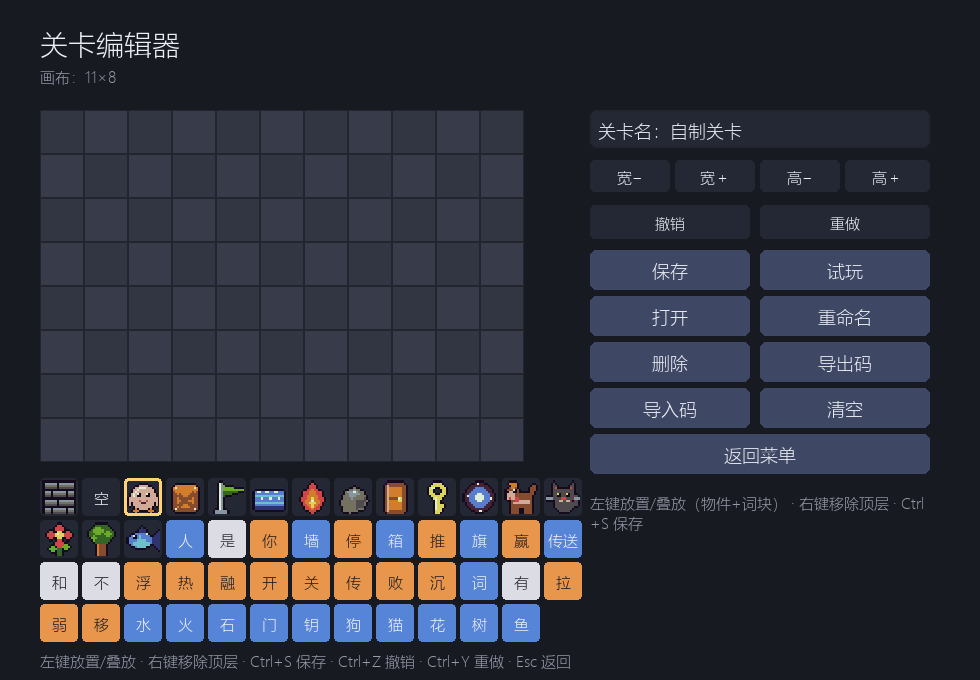 关卡编辑器
画布：11×8
关卡名：自制关卡
宽－ 宽＋ 高－ 高＋
撤销 重做
保存 试玩
打开 重命名
删除 导出码
导入码 清空
返回菜单
左键放置/叠放（物件+词块） · 右键移除顶层 · Ctrl
+S 保存
空
人 是 你 墙 停 箱 推 旗 赢 传送
和 不 浮 热 融 开 关 传 败 沉 词 有 拉
弱 移 水 火 石 门 钥 狗 猫 花 树 鱼
左键放置/叠放 · 右键移除顶层 · Ctrl+S 保存 · Ctrl+Z 撤销 · Ctrl+Y 重做 · Esc 返回